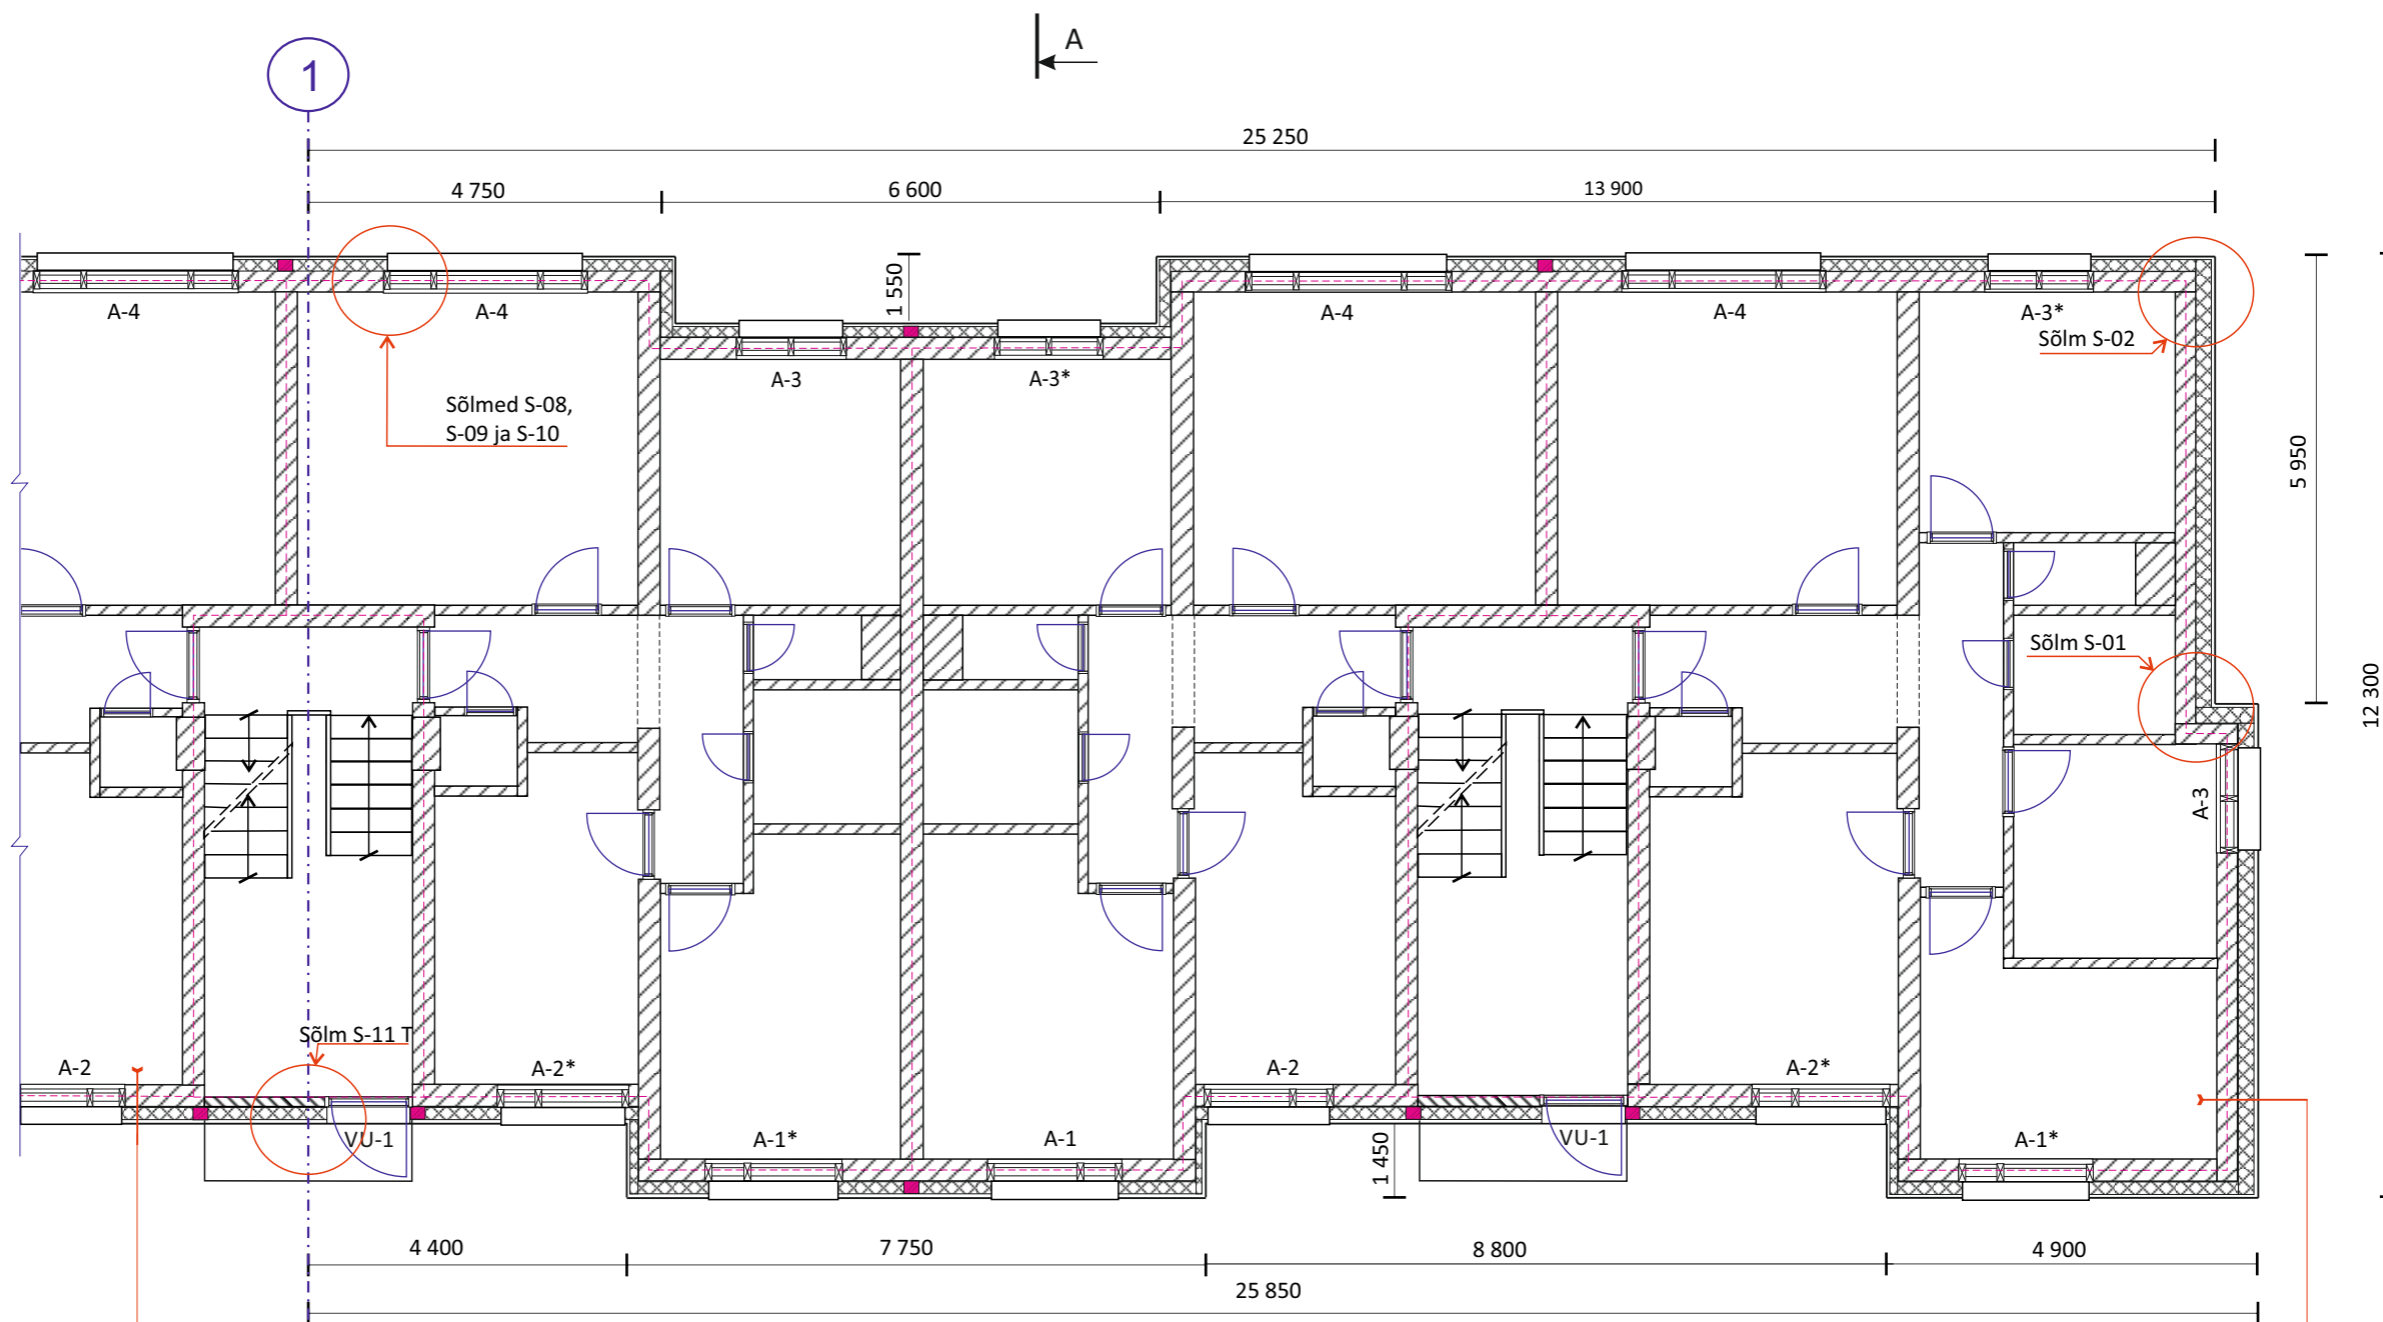 A
1
25 250
4 750
6 600
13 900
1 550
A-4
A-4
A-4
A-4
A-3*
Sõlm S-02
A-3
A-3*
Sõlmed S-08,
S-09 ja S-10
5 950
12 300
Sõlm S-01
A-3
Sõlm S-11 T
A-2
A-2*
A-2
A-2*
VU-1
A-1*
A-1
VU-1
A-1*
1 450
4 400
7 750
8 800
4 900
25 850